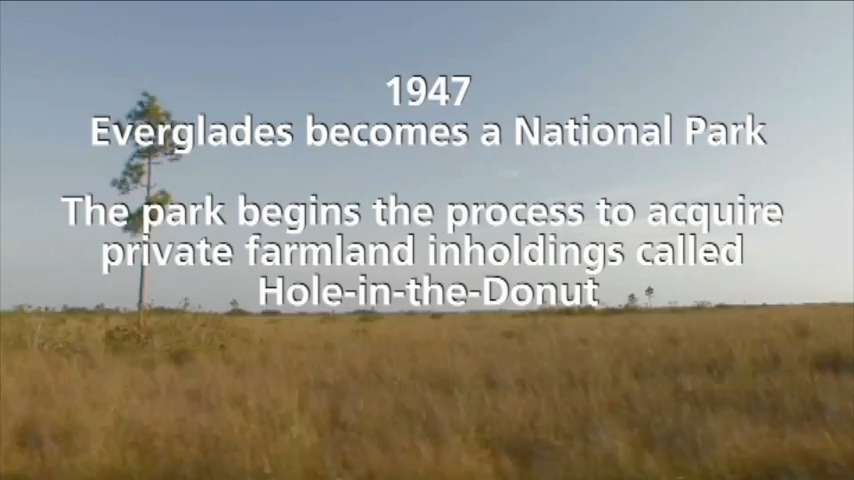 1947
Everglades becomes a National Park
The park begins the process to acquire
private farmland inholdings called
Hole-in-the-Donut